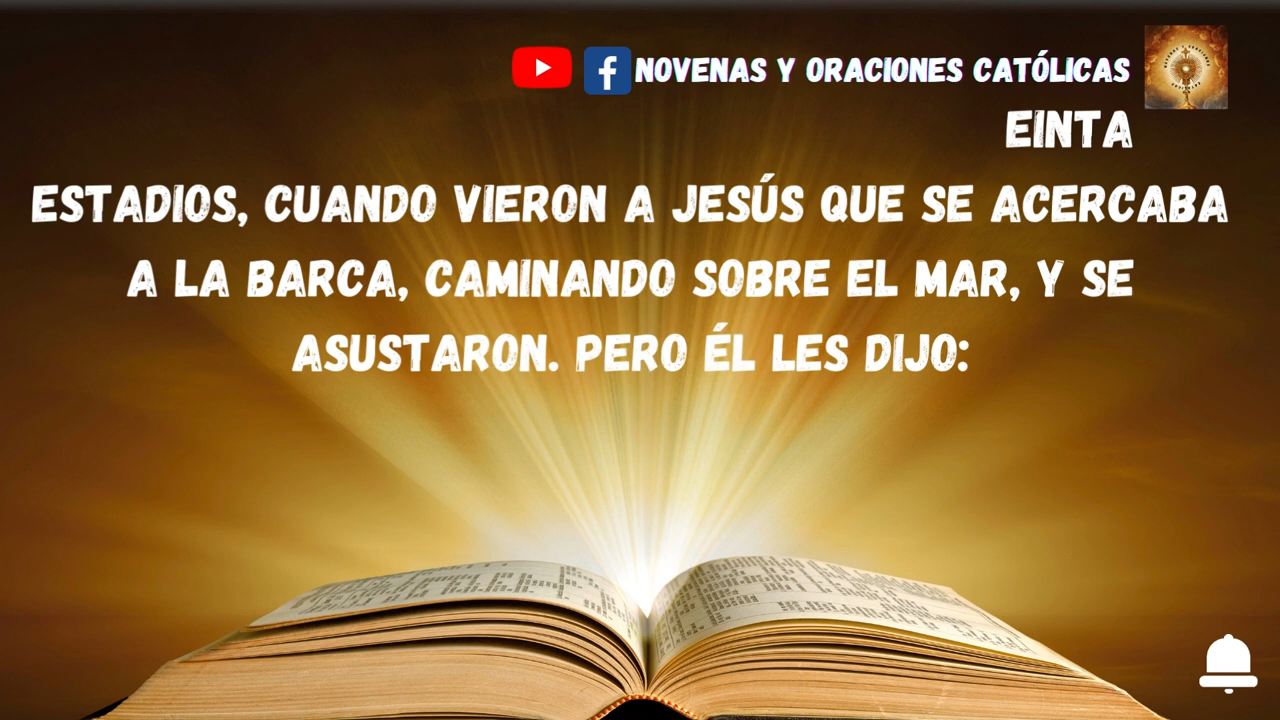 NOVENAS Y ORACIONES CATÓLICAS
EINTA
ESTADIOS, CUANDO VIERON A JESÚS QUE SE ACERCABA
A LA BARCA, CAMINANDO SOBRE EL MAR, Y SE
ASUSTARON. PERO ÉL LES DIJO: